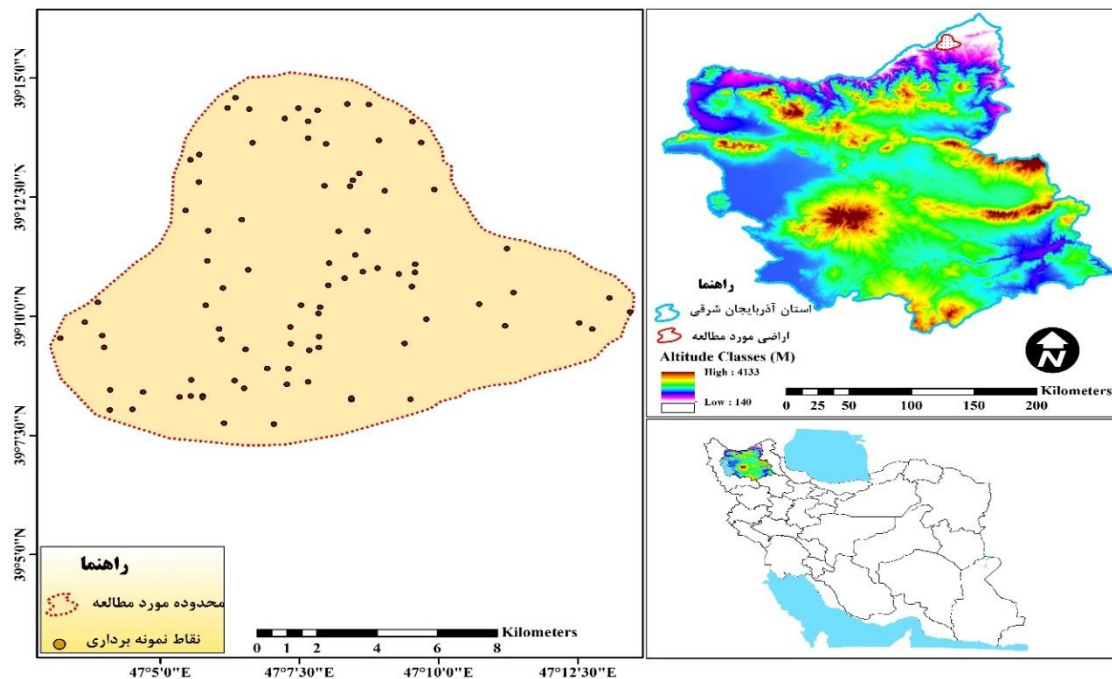 39°15'0"N
39°12'30"N
39°10'0"N
39°7'30"N
39°5'0"N
راهنما
محدوده مورد مطالعه
نقاط نمونه برداری
Kilometers
0 1 2 4 6 8
47°5'0"E 47°7'30"E 47°10'0"E 47°12'30"E
راهنما
استان آذربایجان شرقی
اراضی مورد مطالعه
Altitude Classes (M)
High : 4133
Low : 140
N
Kilometers
0 25 50 100 150 200